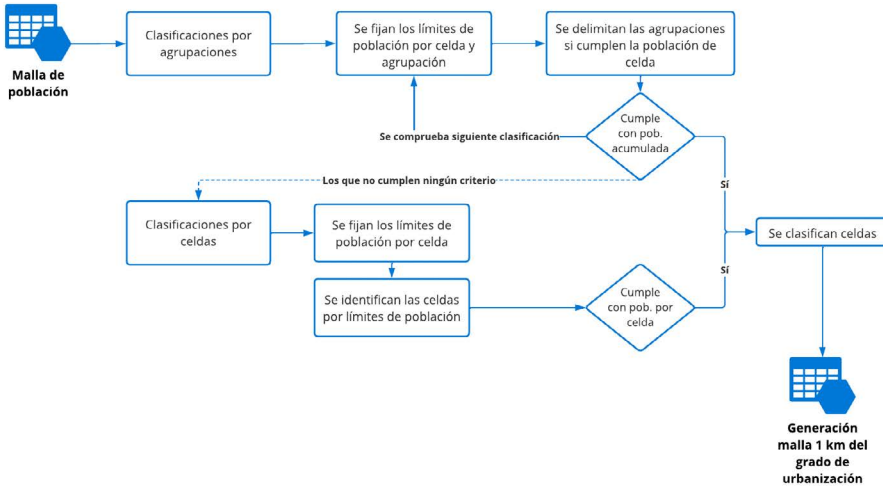 Malla de
población
Clasificaciones por
agrupaciones
Se fijan los límites de
población por celda y
agrupación
Se delimitan las agrupaciones
si cumplen la población de
celda
Cumple
con pob.
acumulada
Se comprueba siguiente clasificación
Sí
Los que no cumplen ningún criterio
Clasificaciones por
celdas
Se fijan los límites de
población por celda
Se identifican las celdas
por límites de población
Cumple
con pob. por
celda
Sí
Se clasifican celdas
Generación
malla 1 km del
grado de
urbanización